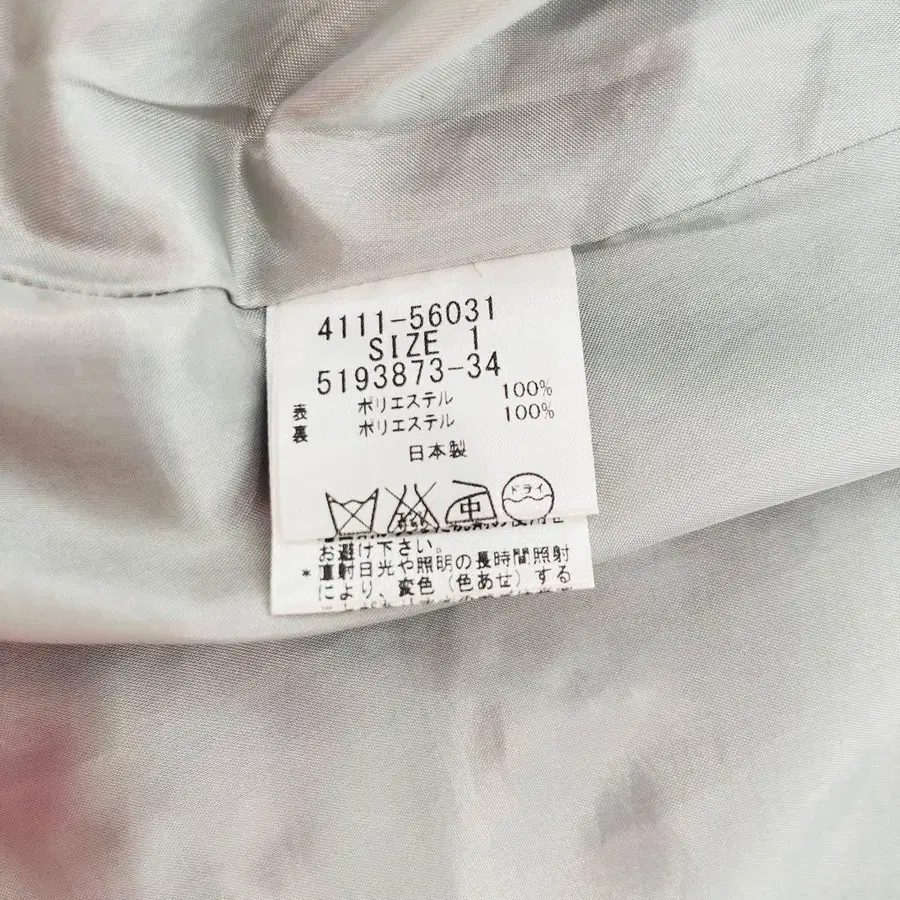 4111-56031
SIZE 1
5193873-34
表 ポリエステル 100%
裏 ポリエステル 100%
日本製
中 ドライ
お避け下さい。
* 直射日光や照明の長時間照射
により、変色（色あせ）する